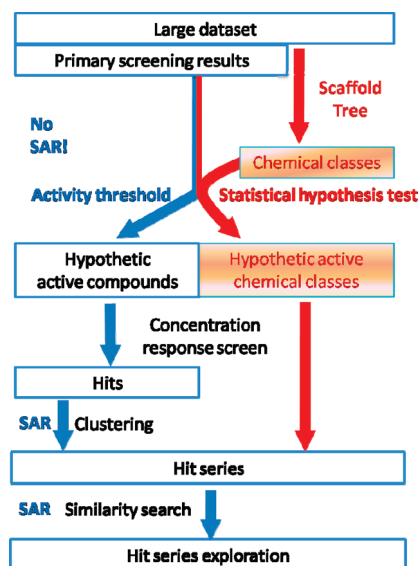 Large dataset
Primary screening results
Scaffold
Tree
No
SAR!
Chemical classes
Activity threshold
Statistical hypothesis test
Hypothetic
active compounds
Hypothetic active
chemical classes
Concentration
response screen
Hits
SAR Clustering
Hit series
SAR Similarity search
Hit series exploration